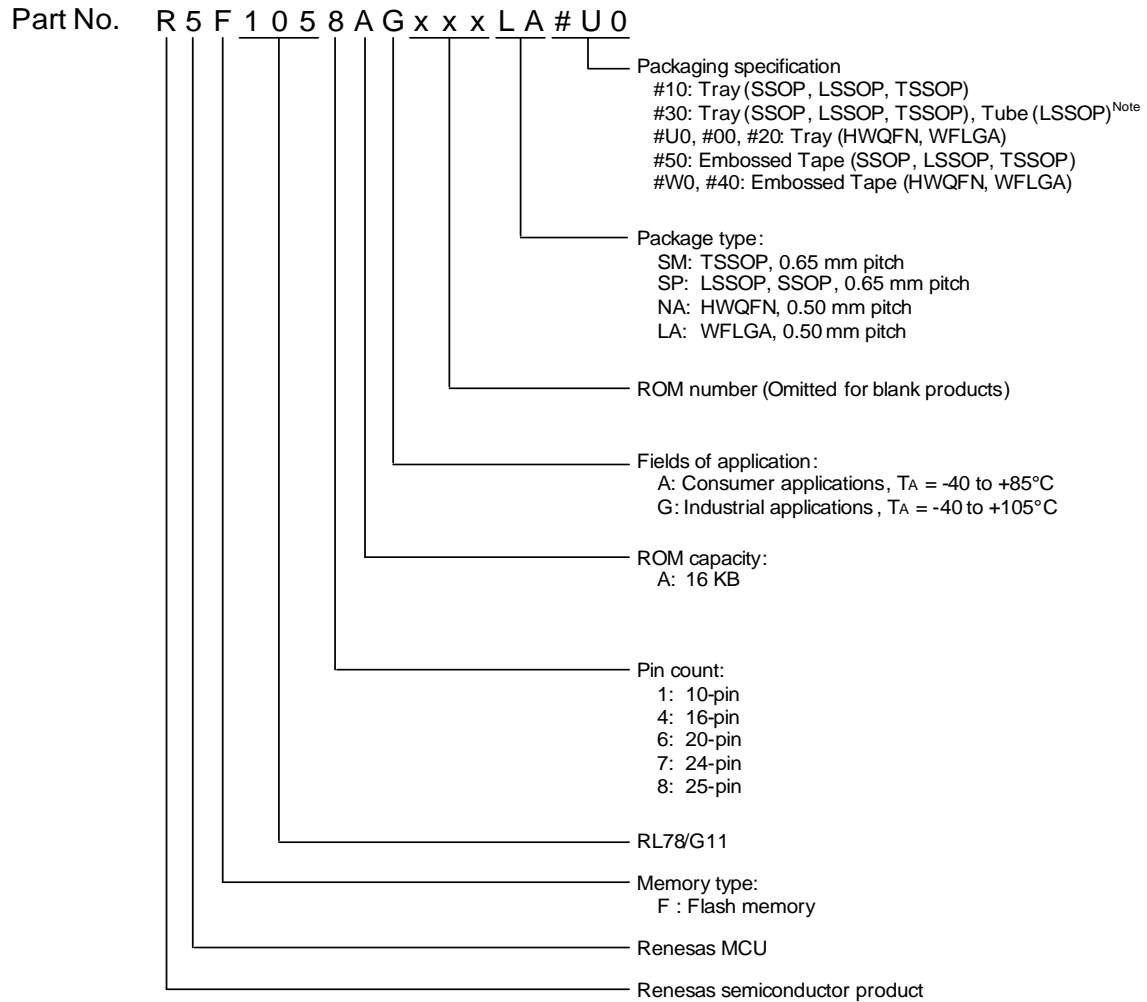 Part No. R 5 F 1 0 5 8 A G x x x L A # U 0
Packaging specification
#10: Tray (SSOP, LSSOP, TSSOP)
#30: Tray (SSOP, LSSOP, TSSOP), Tube (LSSOP)Note
#U0, #00, #20: Tray (HWQFN, WFLGA)
#50: Embossed Tape (SSOP, LSSOP, TSSOP)
#W0, #40: Embossed Tape (HWQFN, WFLGA)
Package type:
SM: TSSOP, 0.65 mm pitch
SP: LSSOP, SSOP, 0.65 mm pitch
NA: HWQFN, 0.50 mm pitch
LA: WFLGA, 0.50 mm pitch
ROM number (Omitted for blank products)
Fields of application:
A: Consumer applications, TA = -40 to +85°C
G: Industrial applications, TA = -40 to +105°C
ROM capacity:
A: 16 KB
Pin count:
1: 10-pin
4: 16-pin
6: 20-pin
7: 24-pin
8: 25-pin
RL78/G11
Memory type:
F : Flash memory
Renesas MCU
Renesas semiconductor product